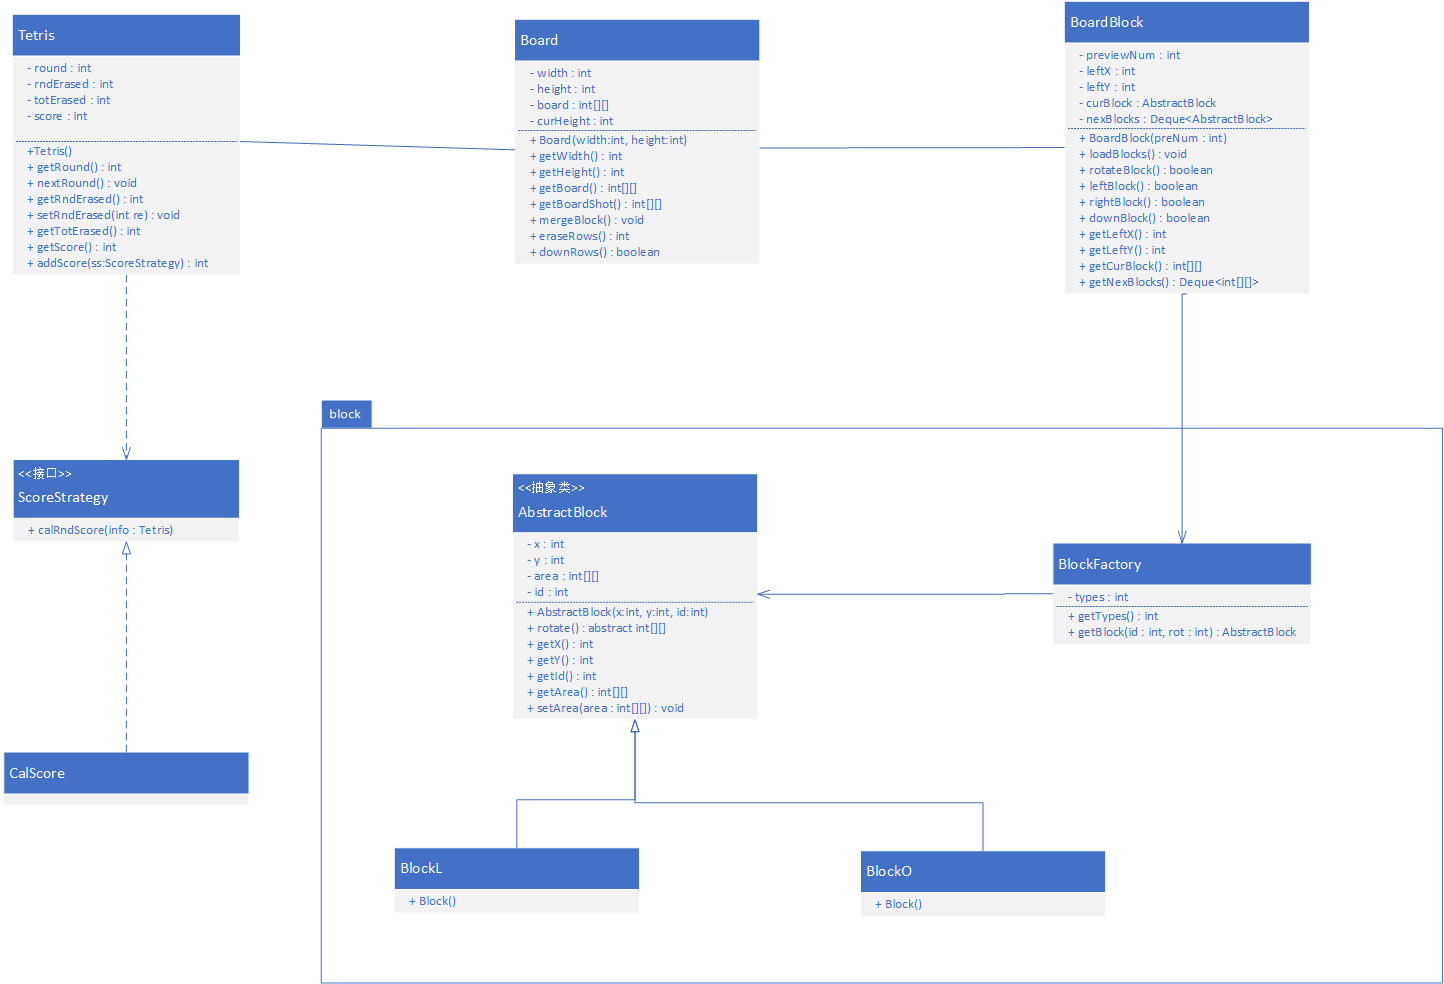 Tetris
- round : int
- rndErased : int
- totErased : int
- score : int
+Tetris()
+ getRound() : int
+ nextRound() : void
+ getRndErased() : int
+ setRndErased(int re) : void
+ getTotErased() : int
+ getScore() : int
+ addScore(ss:ScoreStrategy) : int
Board
- width : int
- height : int
- board : int[][]
- curHeight : int
+ Board(width:int, height:int)
+ getWidth() : int
+ getHeight() : int
+ getBoard() : int[][]
+ getBoardShot() : int[][]
+ mergeBlock() : void
+ eraseRows() : int
+ downRows() : boolean
BoardBlock
- previewNum : int
- leftX : int
- leftY : int
- curBlock : AbstractBlock
- nexBlocks : Deque<AbstractBlock>
+ BoardBlock(preNum : int)
+ loadBlocks() : void
+ rotateBlock() : boolean
+ leftBlock() : boolean
+ rightBlock() : boolean
+ downBlock() : boolean
+ getLeftX() : int
+ getLeftY() : int
+ getCurBlock() : int[][]
+ getNexBlocks() : Deque<int[][]>
<<接口>>
ScoreStrategy
+ calRndScore(info : Tetris)
CalScore
block
<<抽象类>>
AbstractBlock
- x : int
- y : int
- area : int[][]
- id : int
+ AbstractBlock(x:int, y:int, id:int)
+ rotate() : abstract int[][]
+ getX() : int
+ getY() : int
+ getId() : int
+ getArea() : int[][]
+ setArea(area : int[][]) : void
BlockFactory
- types : int
+ getTypes() : int
+ getBlock(id : int, rot : int) : AbstractBlock
BlockL
+ Block()
BlockO
+ Block()